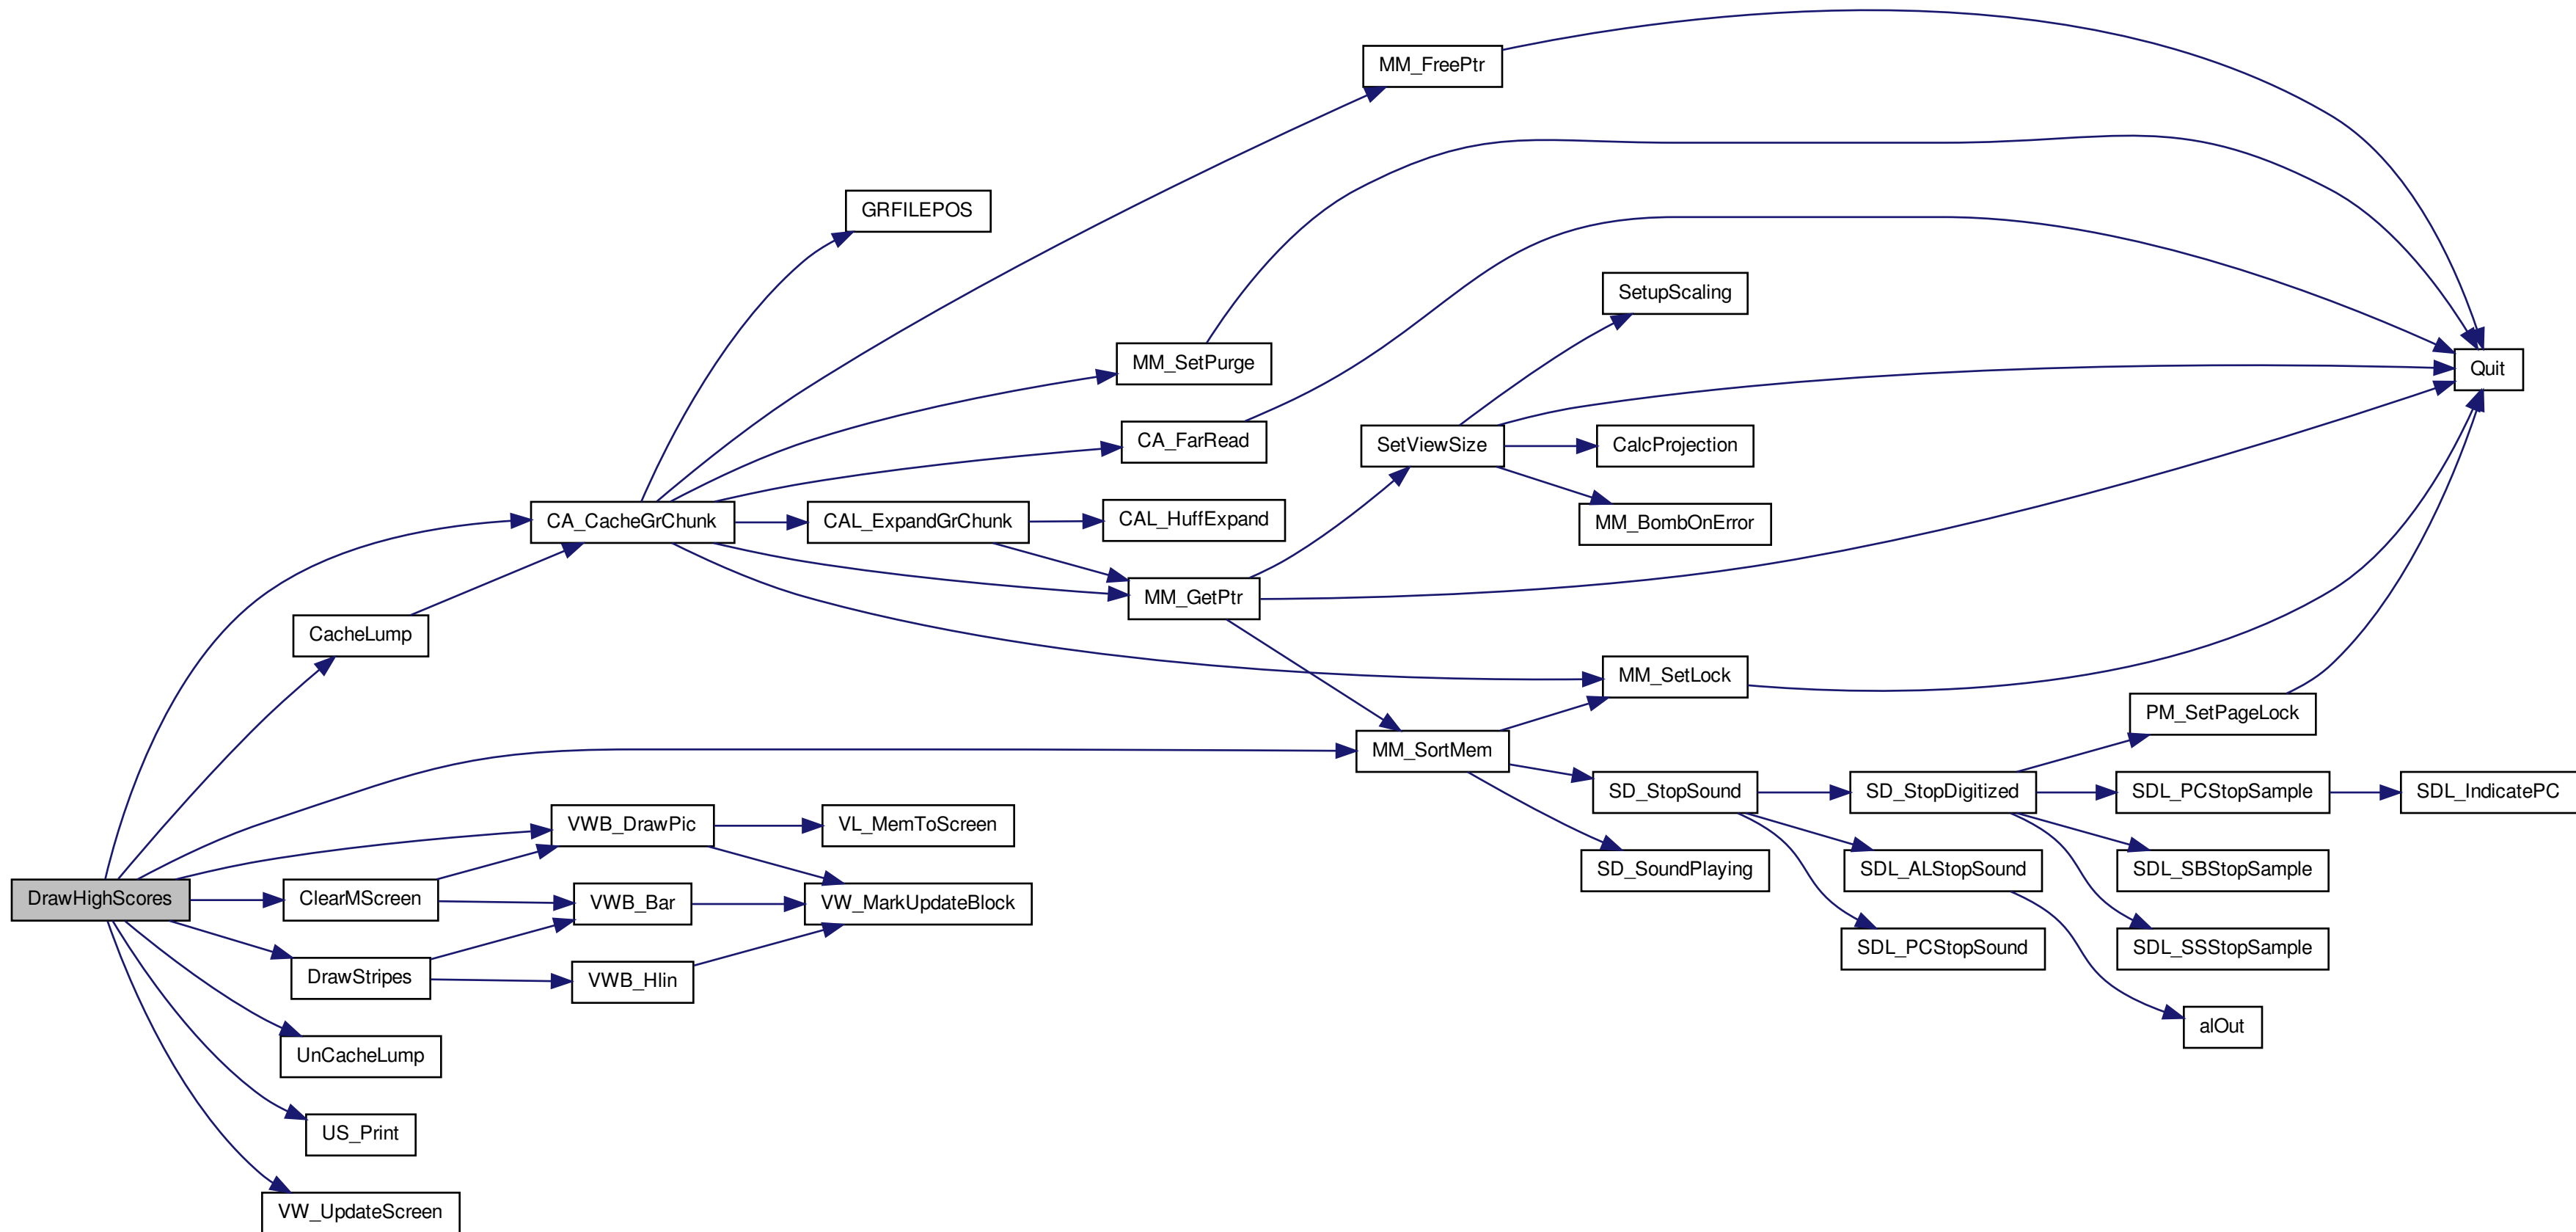 MM_FreePtr
GRFILEPOS
SetupScaling
MM_SetPurge
Quit
CA_FarRead
SetViewSize
CalcProjection
CA_CacheGrChunk
CAL_ExpandGrChunk
CAL_HuffExpand
MM_BombOnError
MM_GetPtr
CacheLump
MM_SetLock
PM_SetPageLock
MM_SortMem
SD_StopSound
SD_StopDigitized
SDL_PCStopSample
SDL_IndicatePC
VWB_DrawPic
VL_MemToScreen
SD_SoundPlaying
SDL_ALStopSound
SDL_SBStopSample
DrawHighScores
ClearMScreen
VWB_Bar
VW_MarkUpdateBlock
SDL_PCStopSound
SDL_SSStopSample
DrawStripes
VWB_Hlin
alOut
UnCacheLump
US_Print
VW_UpdateScreen